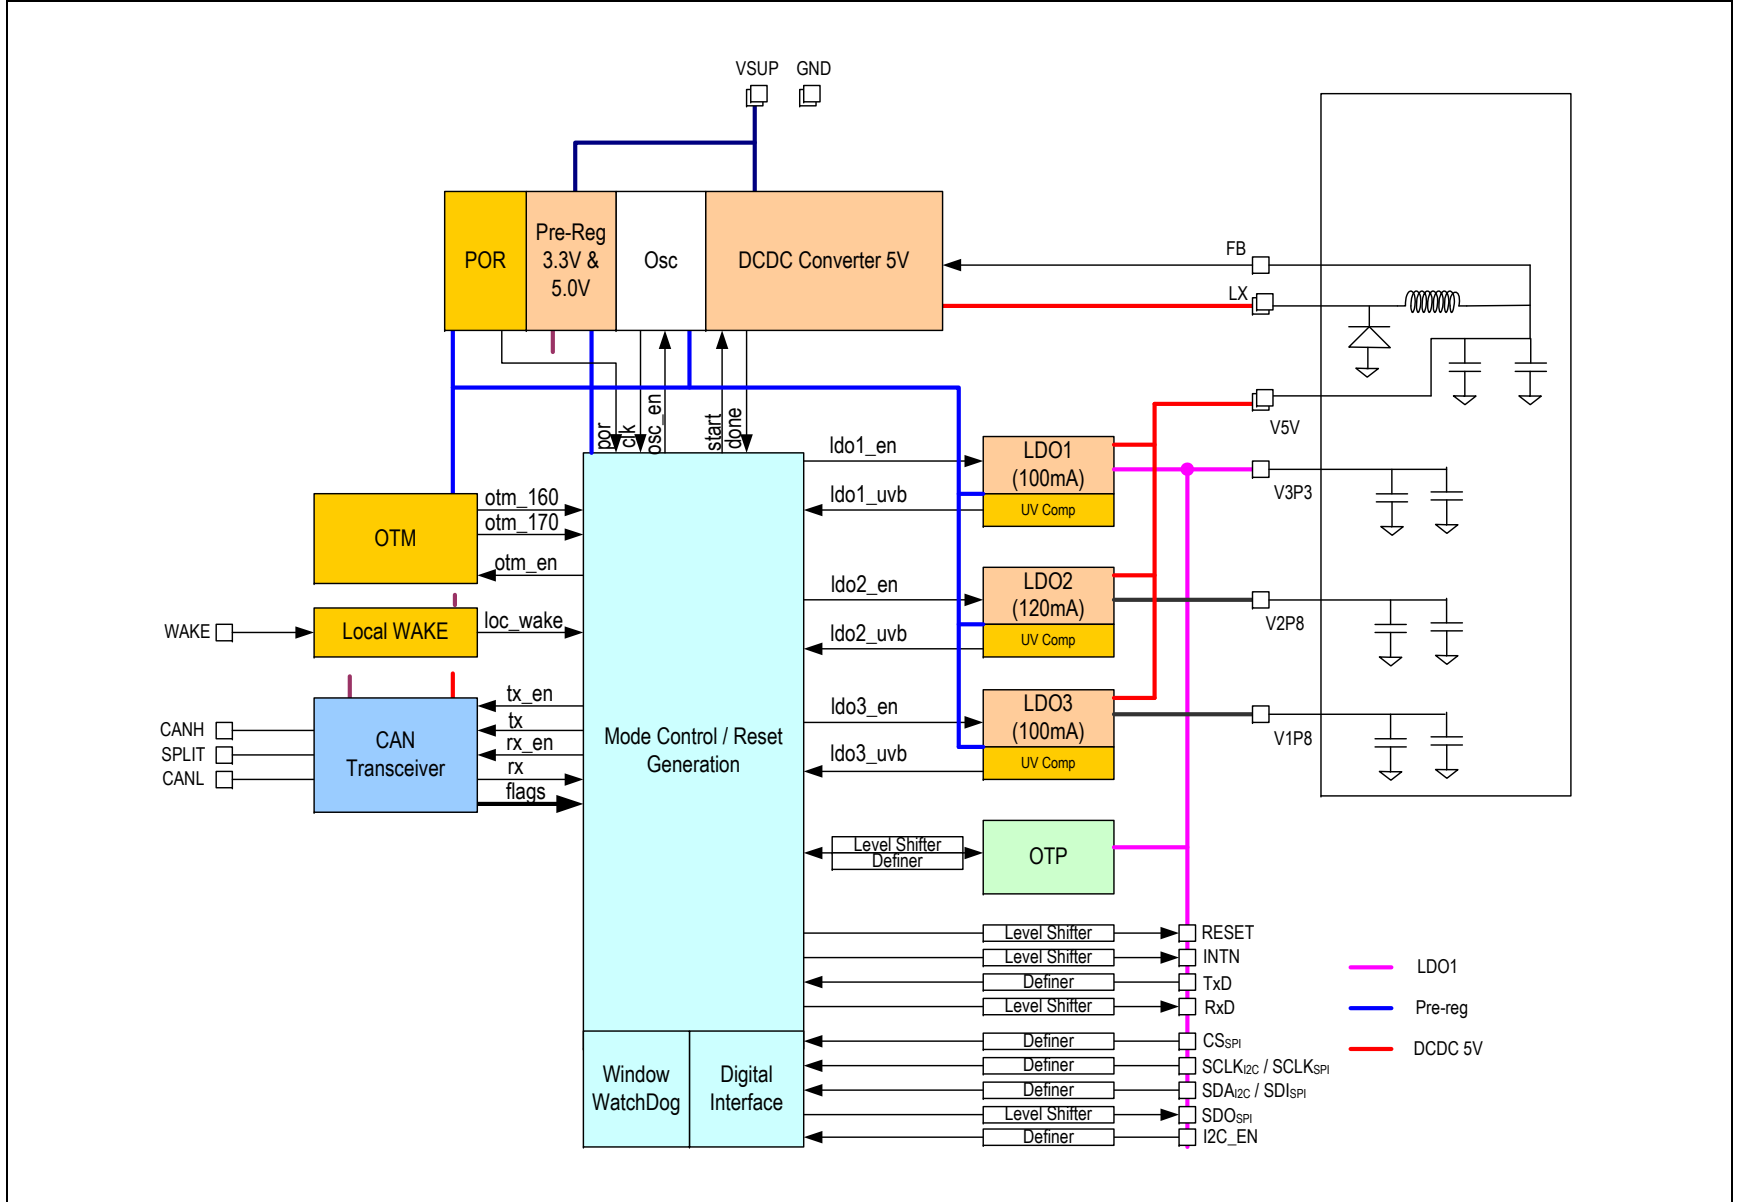 VSUP GND
POR
Pre-Reg
3.3V &
5.0V
Osc
DCDC Converter 5V
FB
LX
V5V
V3P3
V2P8
V1P8
por
clk
osc_en
start
done
OTM
otm_160
otm_170
otm_en
WAKE
Local WAKE
loc_wake
CANH
SPLIT
CANL
CAN
Transceiver
tx_en
tx
rx_en
rx
flags
Mode Control / Reset
Generation
Window
WatchDog
Digital
Interface
ldo1_en
ldo1_uvb
LDO1
(100mA)
UV Comp
ldo2_en
ldo2_uvb
LDO2
(120mA)
UV Comp
ldo3_en
ldo3_uvb
LDO3
(100mA)
UV Comp
Level Shifter
Definer
OTP
Level Shifter RESET
Level Shifter INTN
Definer TxD
Level Shifter RxD
Definer CSSPI
Definer SCLKI2C / SCLKSPI
Definer SDAI2C / SDISPI
Level Shifter SDOSPI
Definer I2C_EN
LDO1
Pre-reg
DCDC 5V